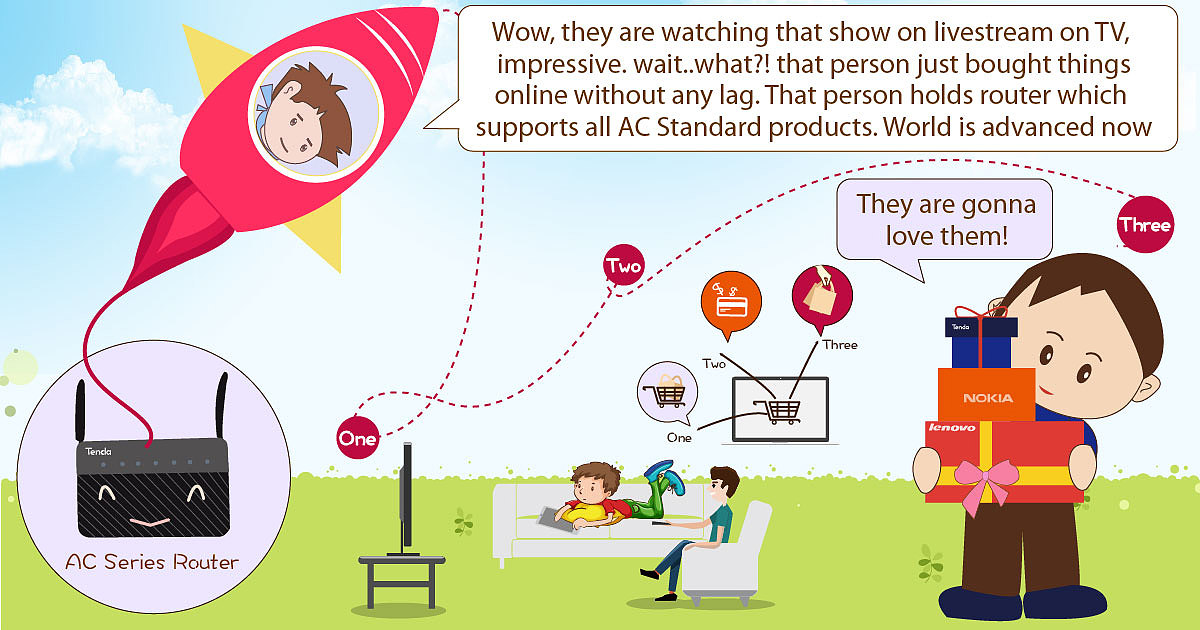 Wow, they are watching that show on livestream on TV,
impressive. wait..what?! that person just bought things
online without any lag. That person holds router which
supports all AC Standard products. World is advanced now
They are gonna
love them!
Three
Two
One
Two
Three
One
Tenda
NOKIA
lenovo
Tenda
AC Series Router